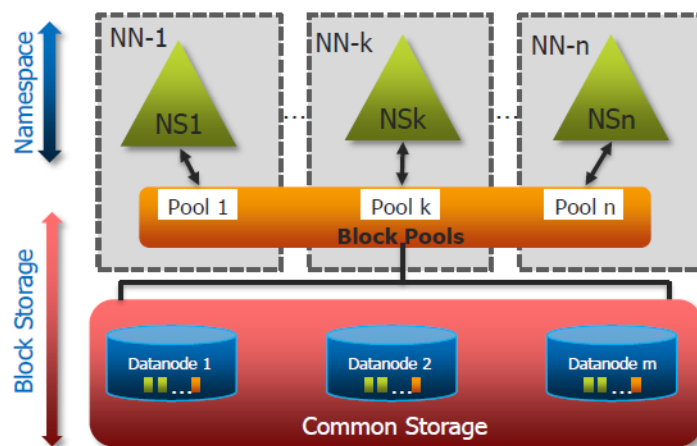 Namespace
NN-1
NN-k
NN-n
NS1
...
NSk
...
NSn
Pool 1
Pool k
Pool n
Block Pools
Block Storage
Datanode 1
...
Datanode 2
...
Datanode m
...
Common Storage